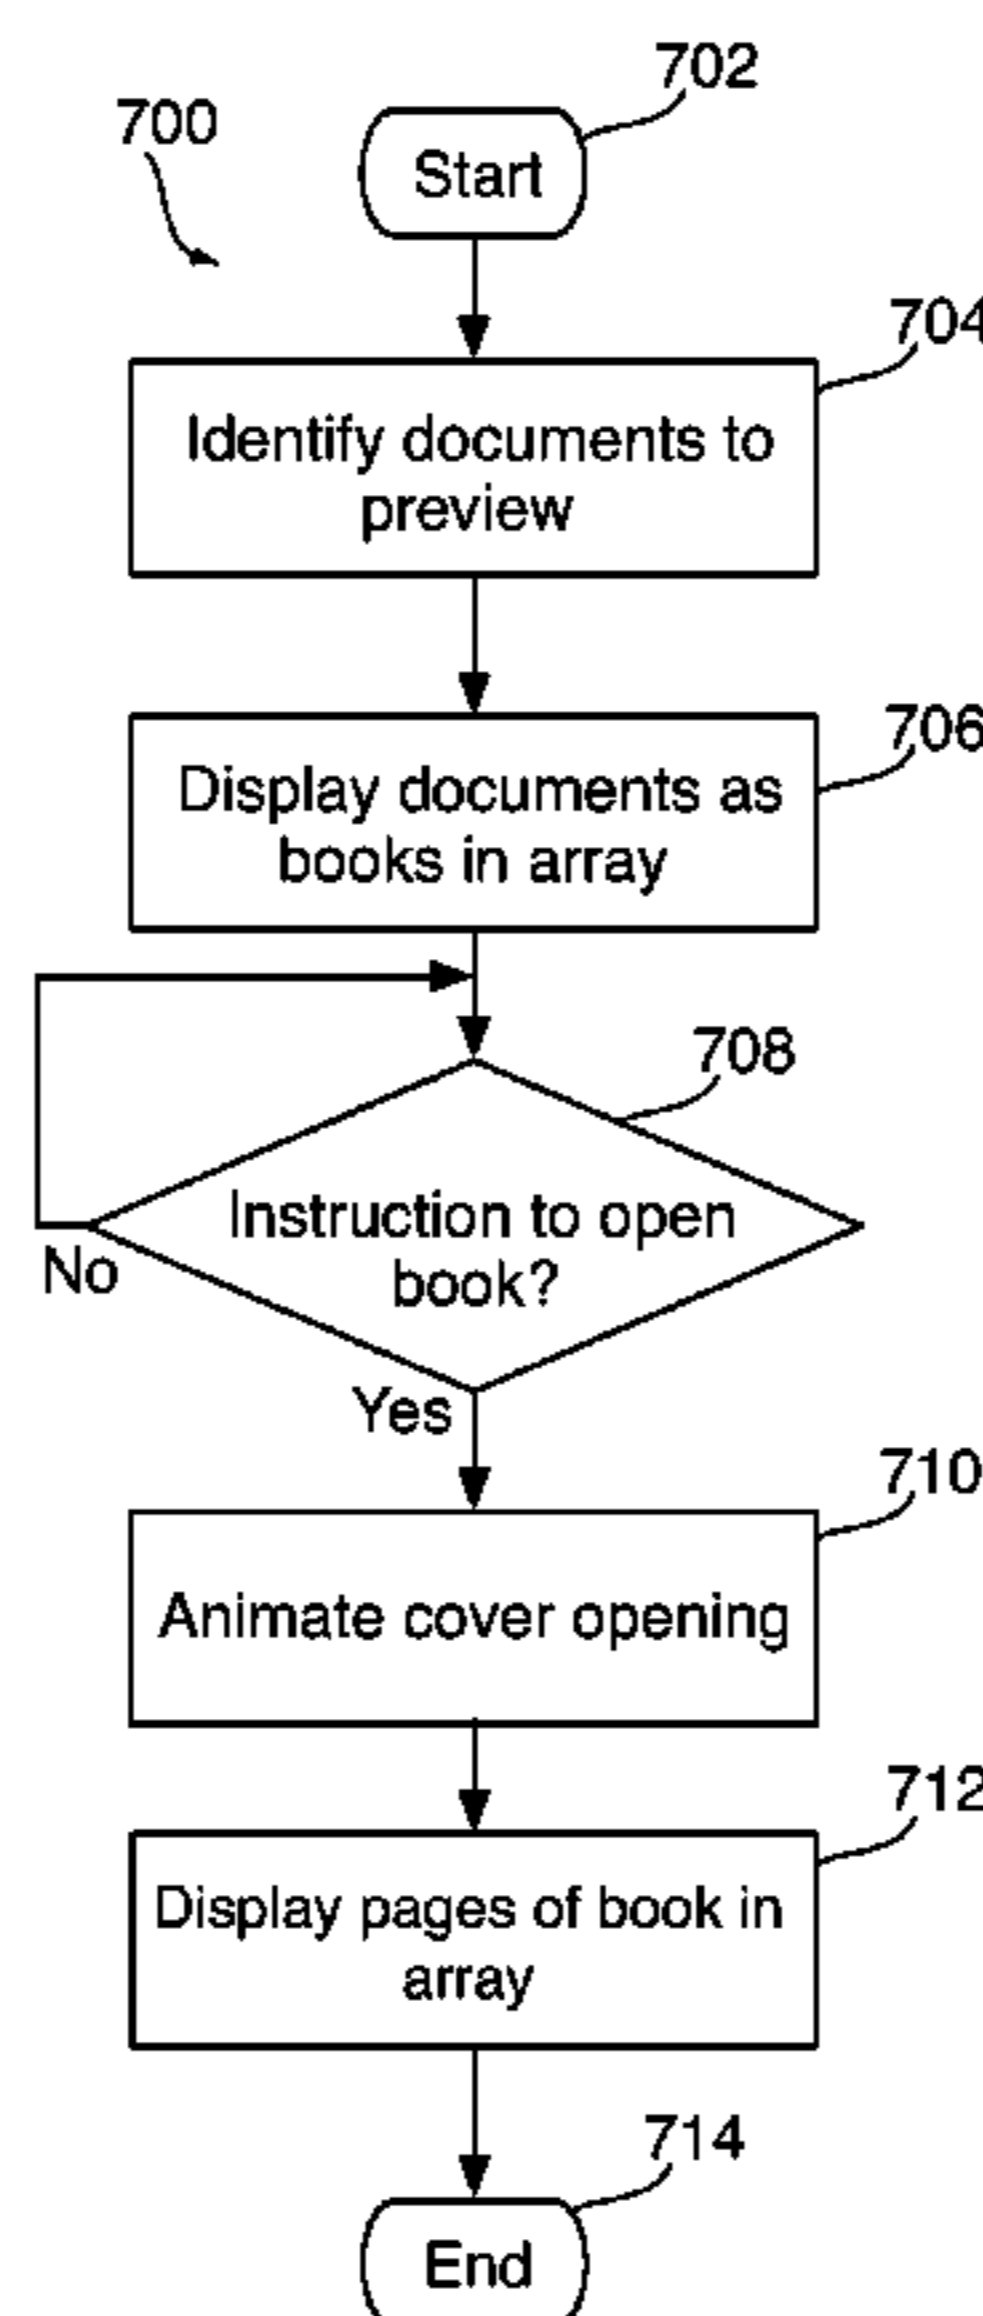 702
700
Start
704
Identify documents to
preview
706
Display documents as
books in array
708
Instruction to open
book?
No
Yes
710
Animate cover opening
712
Display pages of book in
array
714
End